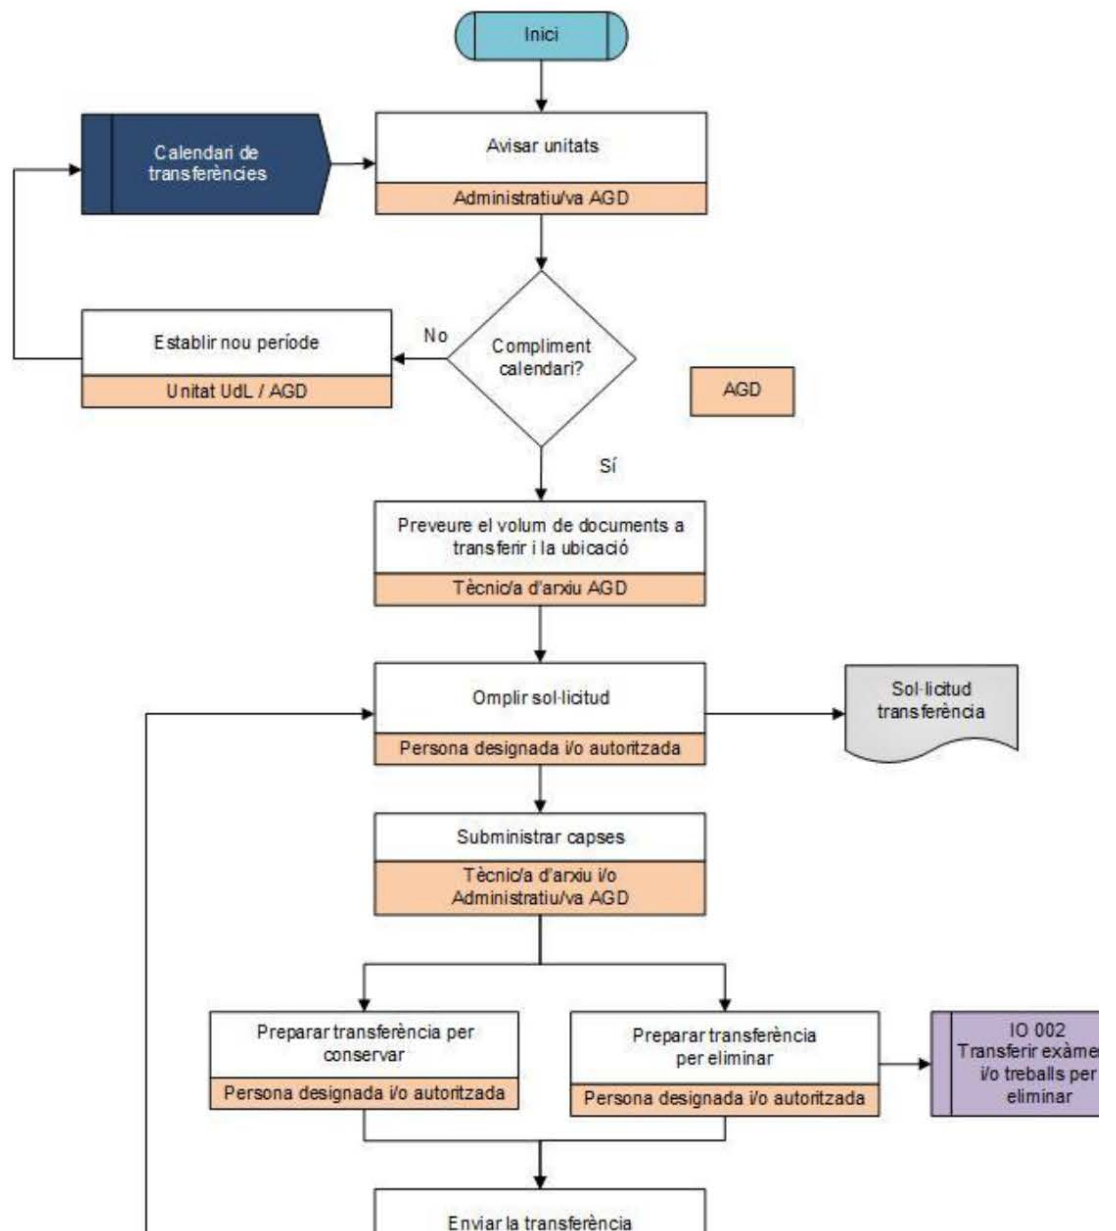 Inici
Calendari de
transferències
Avisar unitats
Administratiu/va AGD
No
Establir nou període
Unitat UdL / AGD
Compliment
calendari?
AGD
Sí
Preveure el volum de documents a
transferir i la ubicació
Tècnic/a d'arxiu AGD
Omplir sol·licitud
Persona designada i/o autoritzada
Sol·licitud
transferència
Subministrar capses
Tècnic/a d'arxiu i/o
Administratiu/va AGD
Preparar transferència per
conservar
Persona designada i/o autoritzada
Preparar transferència
per eliminar
Persona designada i/o autoritzada
IO 002
Transferir exàme
i/o treballs per
eliminar
Enviar la transferència